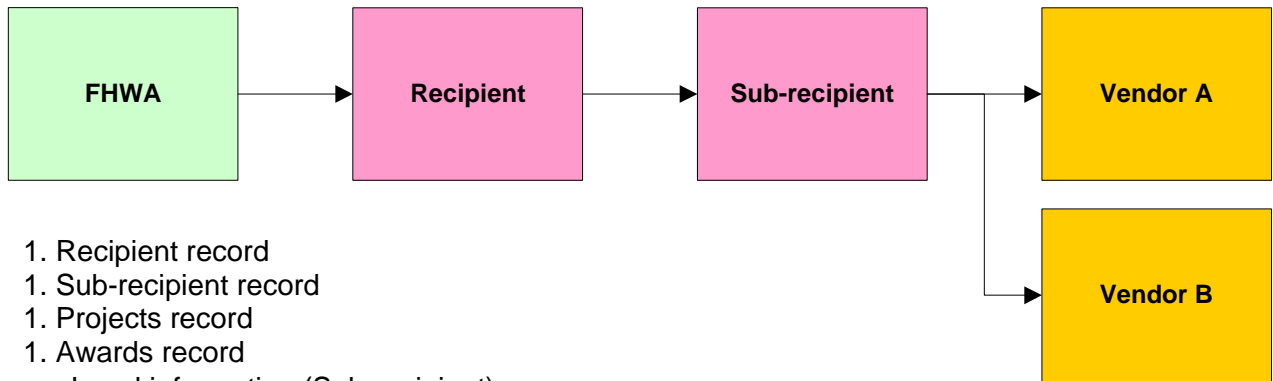 FHWA
Recipient
Sub-recipient
Vendor A
Vendor B
1. Recipient record
1. Sub-recipient record
1. Projects record
1. Awards record